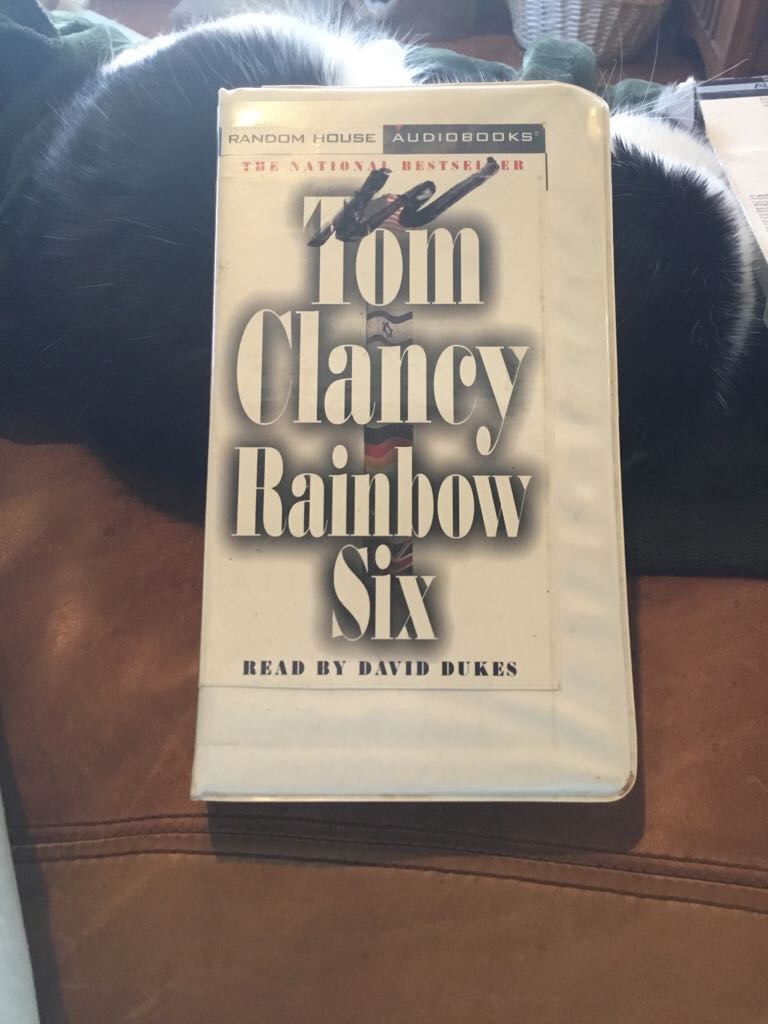 RANDOM HOUSE AUDIOBOOKS
THE NATIONAL BESTSELLER
Tom
Clancy
Rainbow
Six
READ BY DAVID DUKES